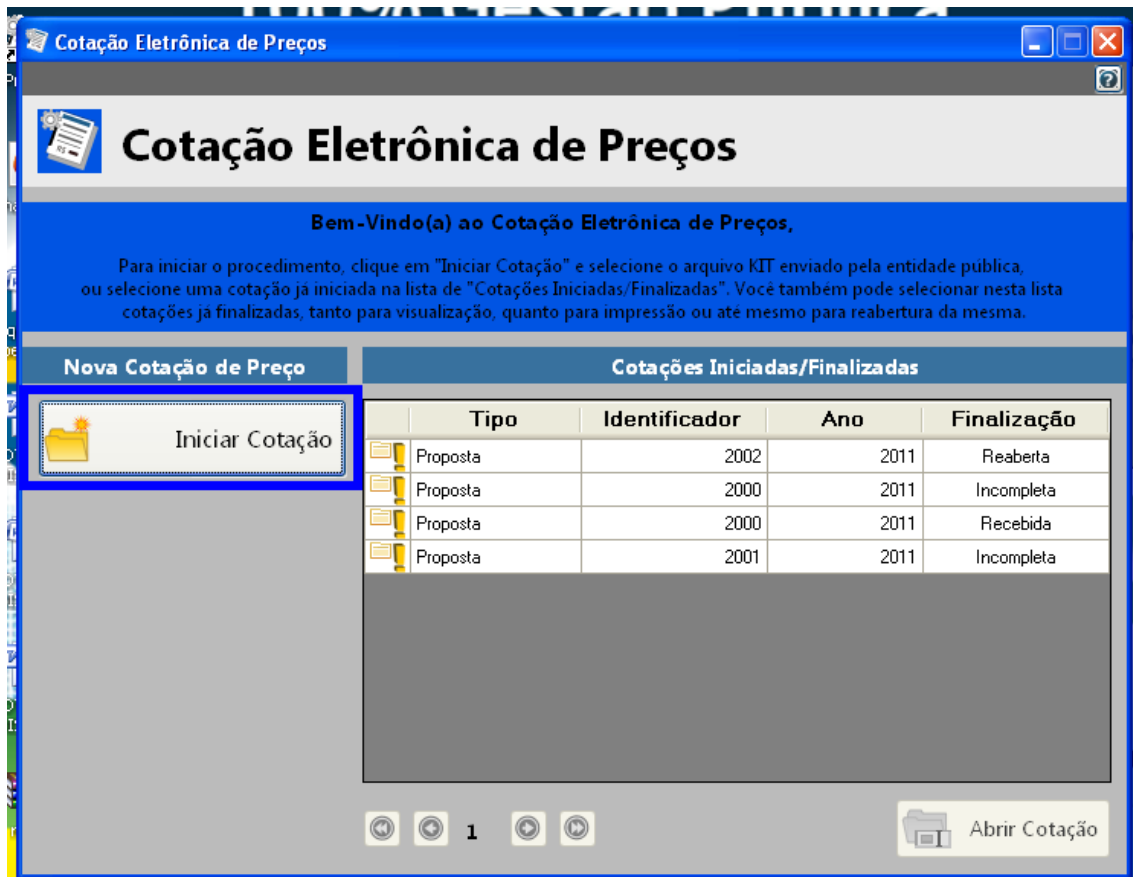 100% Gestão Pública
Cotação Eletrônica de Preços
Cotação Eletrônica de Preços
Bem-Vindo(a) ao Cotação Eletrônica de Preços,
Para iniciar o procedimento, clique em "Iniciar Cotação" e selecione o arquivo KIT enviado pela entidade pública,
ou selecione uma cotação já iniciada na lista de "Cotações Iniciadas/Finalizadas". Você também pode selecionar nesta lista
cotações já finalizadas, tanto para visualização, quanto para impressão ou até mesmo para reabertura da mesma.
Nova Cotação de Preço
Cotações Iniciadas/Finalizadas
Iniciar Cotação
Tipo Identificador Ano Finalização
Proposta 2002 2011 Reaberta
Proposta 2000 2011 Incompleta
Proposta 2000 2011 Recebida
Proposta 2001 2011 Incompleta
1
Abrir Cotação